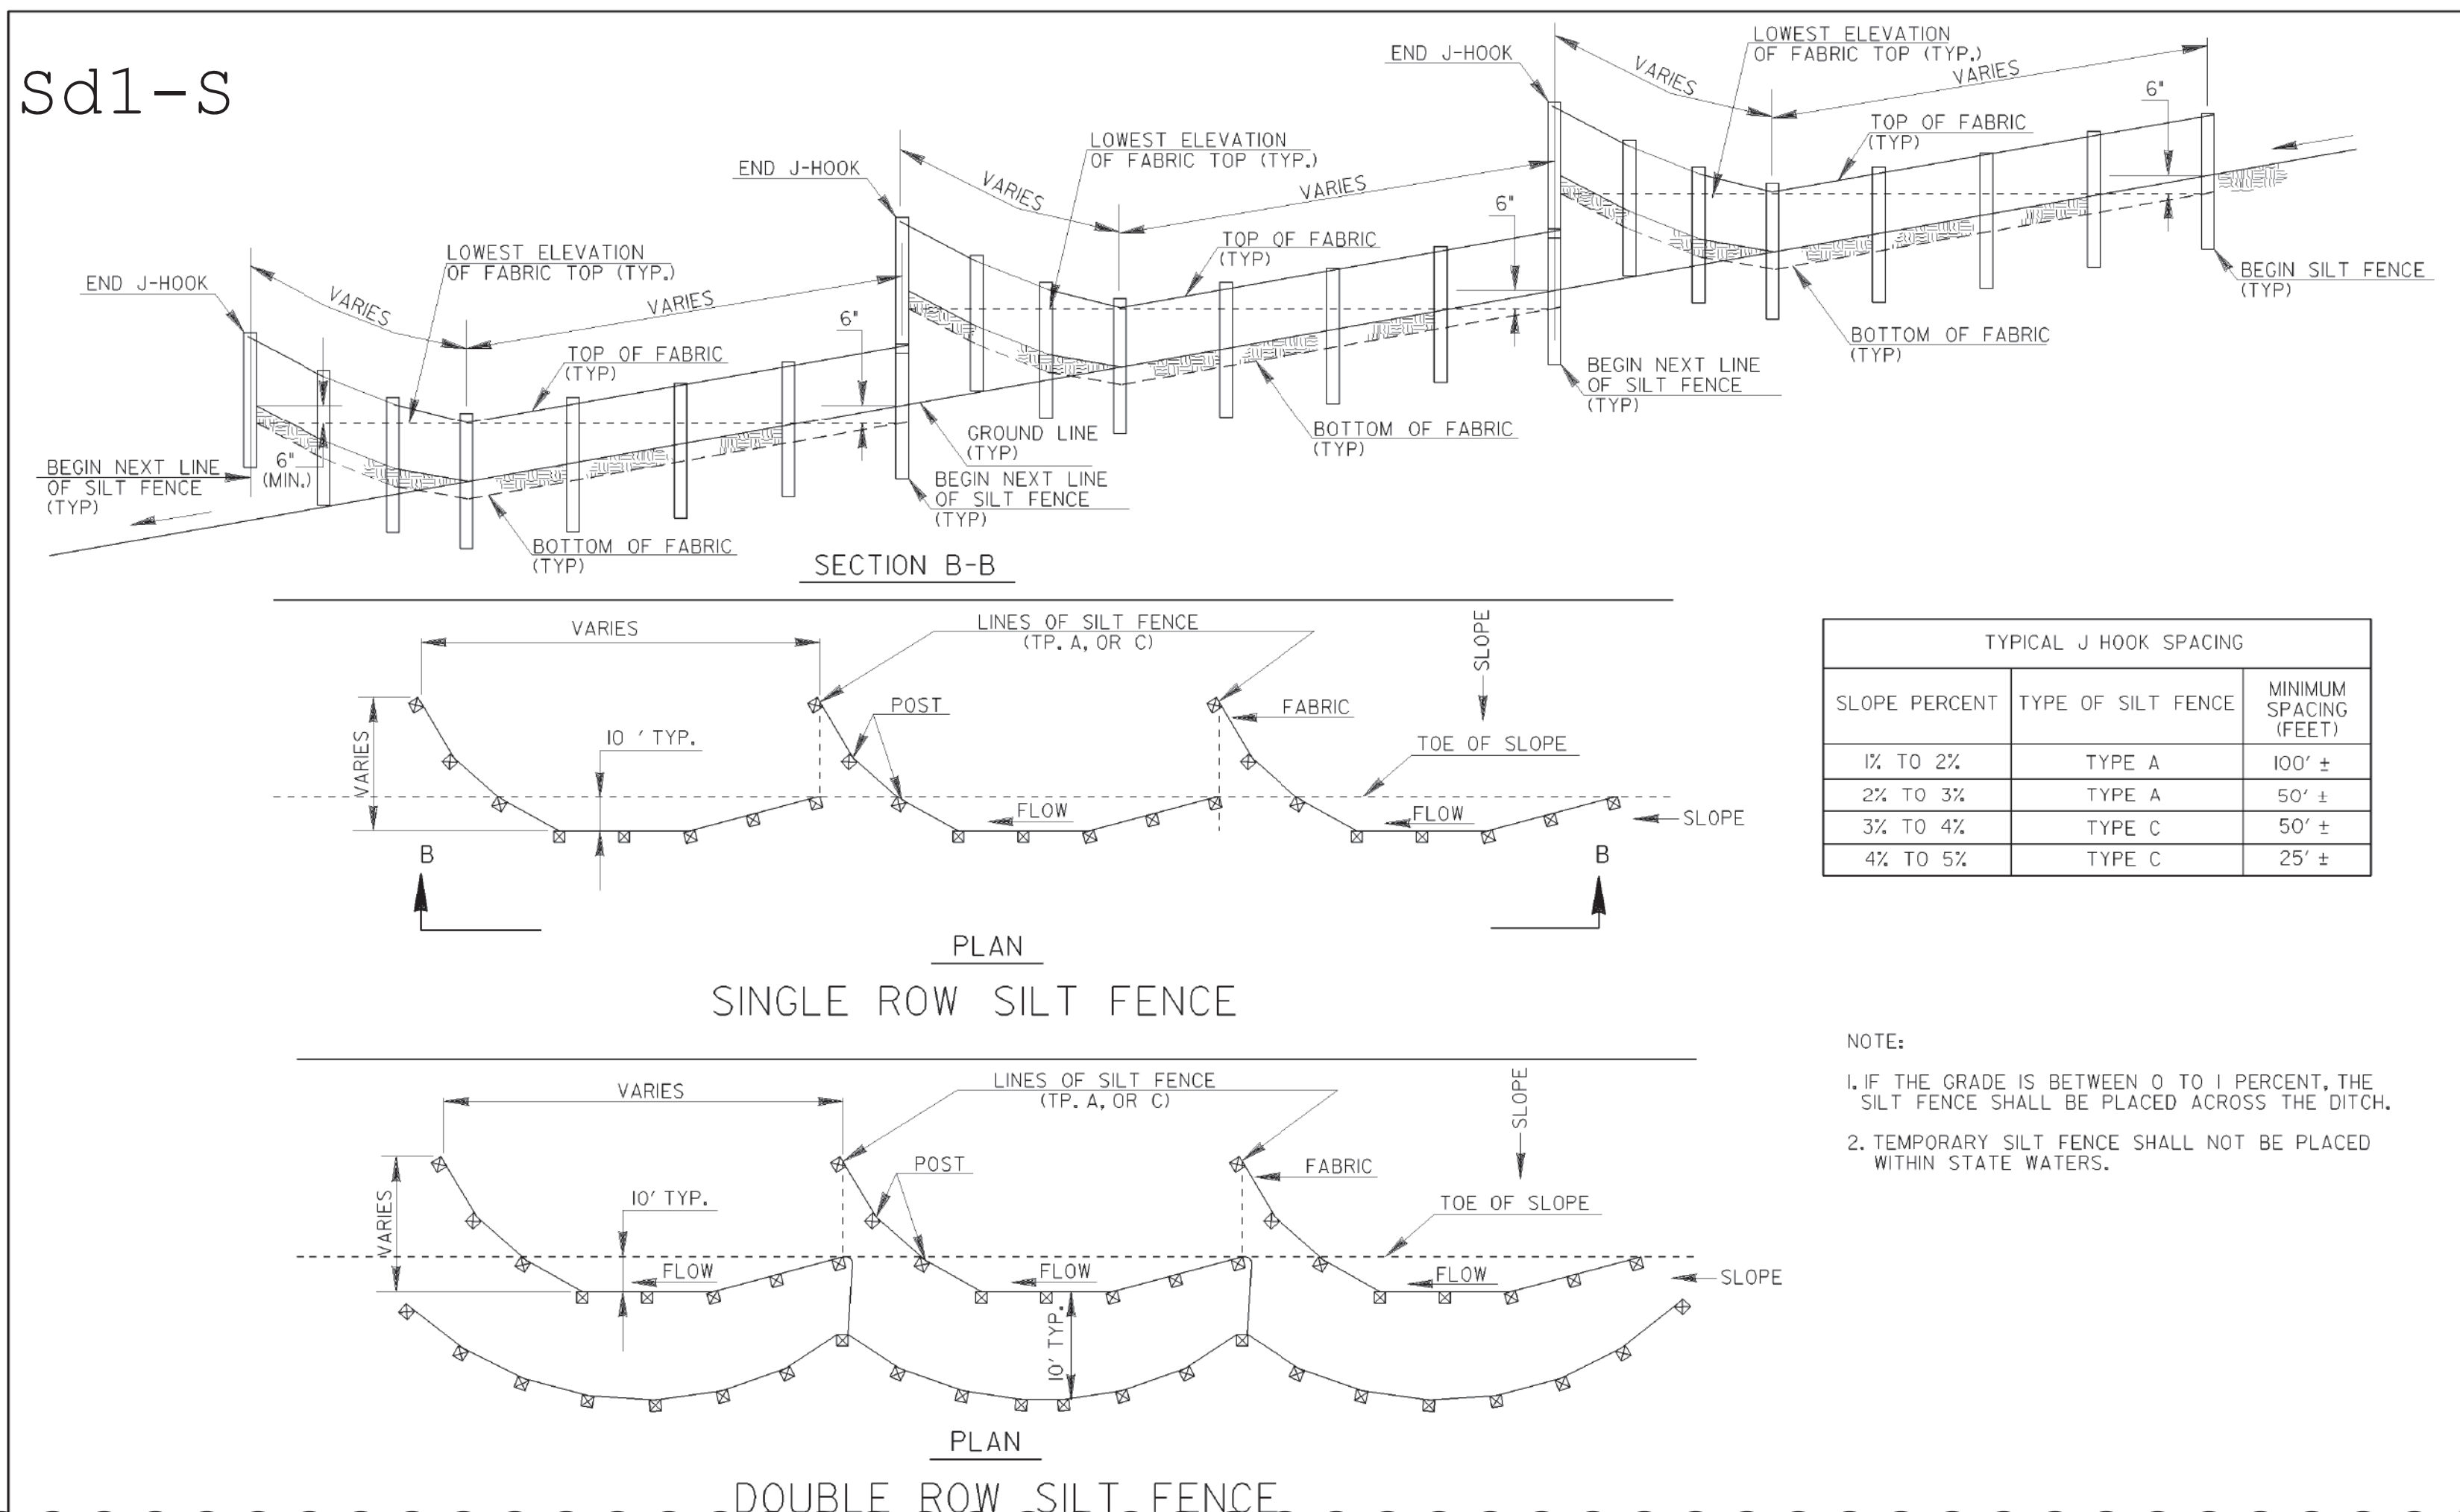 Sd1-S
END J-HOOK
VARIES
LOWEST ELEVATION
OF FABRIC TOP (TYP.)
VARIES
6"
TOP OF FABRIC
(TYP)
BEGIN SILT FENCE
(TYP)
BOTTOM OF FABRIC
(TYP)
BEGIN NEXT LINE
OF SILT FENCE
(TYP)
END J-HOOK
VARIES
LOWEST ELEVATION
OF FABRIC TOP (TYP.)
VARIES
6"
TOP OF FABRIC
(TYP)
BOTTOM OF FABRIC
(TYP)
GROUND LINE
(TYP)
BEGIN NEXT LINE
OF SILT FENCE
(TYP)
END J-HOOK
VARIES
LOWEST ELEVATION
OF FABRIC TOP (TYP.)
VARIES
6"
TOP OF FABRIC
(TYP)
6"
(MIN.)
BEGIN NEXT LINE
OF SILT FENCE
(TYP)
BOTTOM OF FABRIC
(TYP)
SECTION B-B
VARIES
LINES OF SILT FENCE
(TP. A, OR C)
SLOPE
POST
FABRIC
VARIES
10 ' TYP.
TOE OF SLOPE
FLOW
FLOW
SLOPE
B
B
PLAN
SINGLE ROW SILT FENCE
TYPICAL J HOOK SPACING
SLOPE PERCENT TYPE OF SILT FENCE MINIMUM SPACING (FEET)
1% TO 2% TYPE A 100' ±
2% TO 3% TYPE A 50' ±
3% TO 4% TYPE C 50' ±
4% TO 5% TYPE C 25' ±
NOTE:
1. IF THE GRADE IS BETWEEN 0 TO 1 PERCENT, THE
SILT FENCE SHALL BE PLACED ACROSS THE DITCH.
2. TEMPORARY SILT FENCE SHALL NOT BE PLACED
WITHIN STATE WATERS.
VARIES
LINES OF SILT FENCE
(TP. A, OR C)
SLOPE
POST
FABRIC
VARIES
10' TYP.
TOE OF SLOPE
FLOW
FLOW
FLOW
SLOPE
10' TYP.
PLAN
DOUBLE ROW SILT FENCE